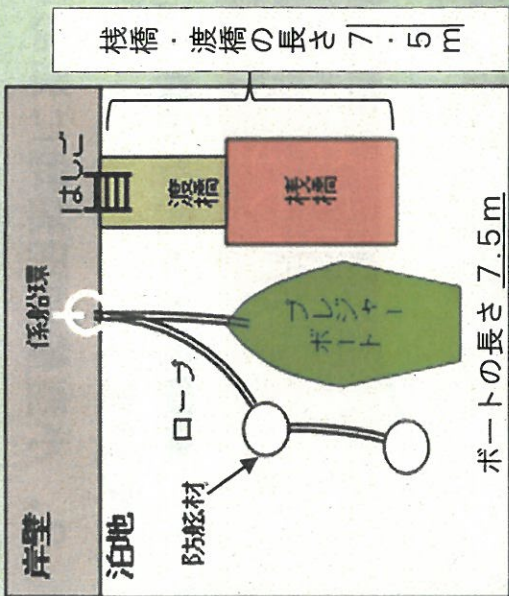 桟橋・渡橋の長さ 7.5m
岸壁
係船環
はしご
泊地
渡橋
桟橋
ロープ
プレジャー
ボート
防舷材
ボートの長さ 7.5m